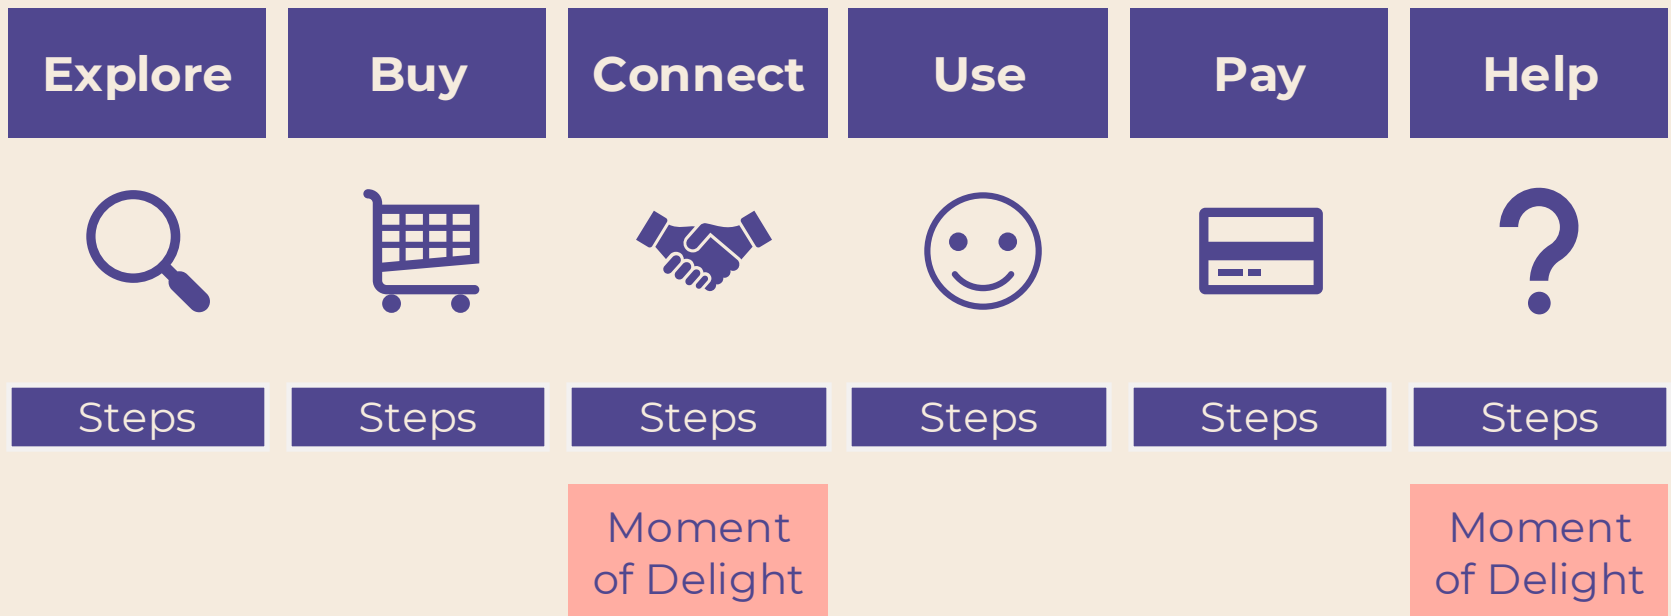 Explore
Buy
Connect
Use
Pay
Help
Steps
Steps
Steps
Steps
Steps
Steps
Moment
of Delight
Moment
of Delight